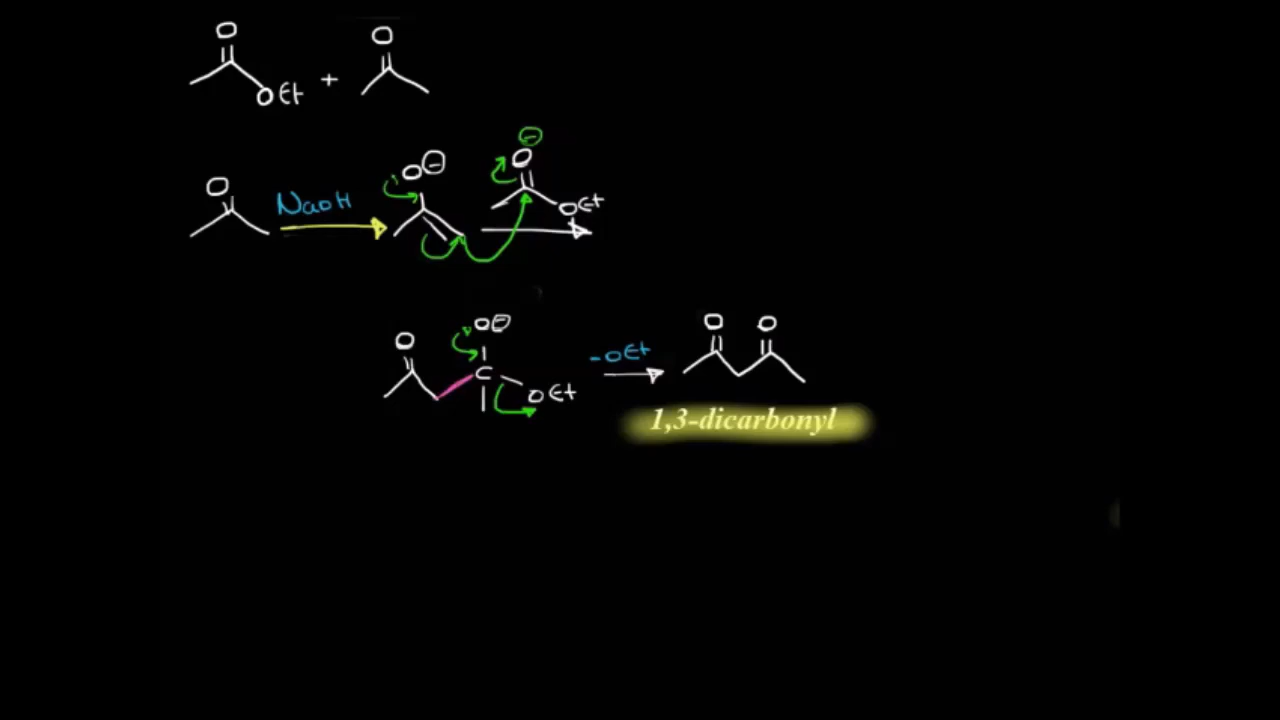 O O
OEt +
O NaOH O⊖ O⊖
OEt
O O⊖
C
OEt
-OEt
O O
1,3-dicarbonyl